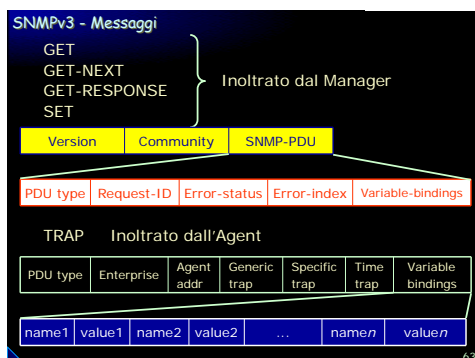 SNMPv3 - Messaggi
GET
GET-NEXT
GET-RESPONSE
SET
Inoltrato dal Manager
Version Community SNMP-PDU
PDU type Request-ID Error-status Error-index Variable-bindings
TRAP Inoltrato dall'Agent
PDU type Enterprise Agent addr Generic trap Specific trap Time trap Variable bindings
name1 value1 name2 value2 ... namen valuen
63